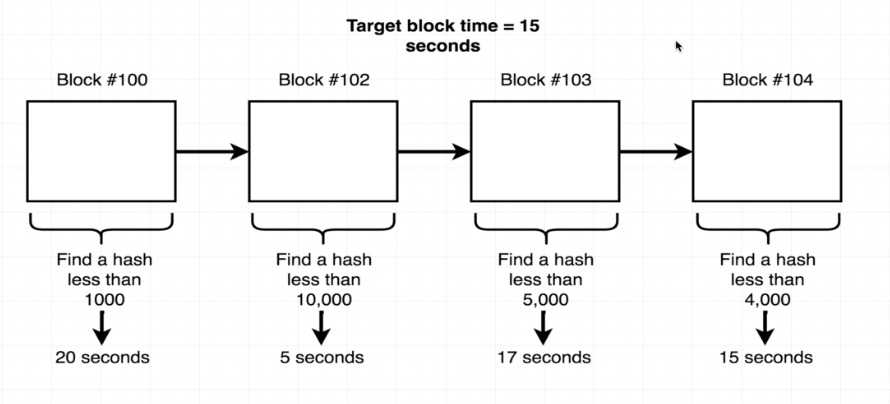 Target block time = 15
seconds
Block #100
Block #102
Block #103
Block #104
Find a hash
less than
1000
Find a hash
less than
10,000
Find a hash
less than
5,000
Find a hash
less than
4,000
20 seconds
5 seconds
17 seconds
15 seconds